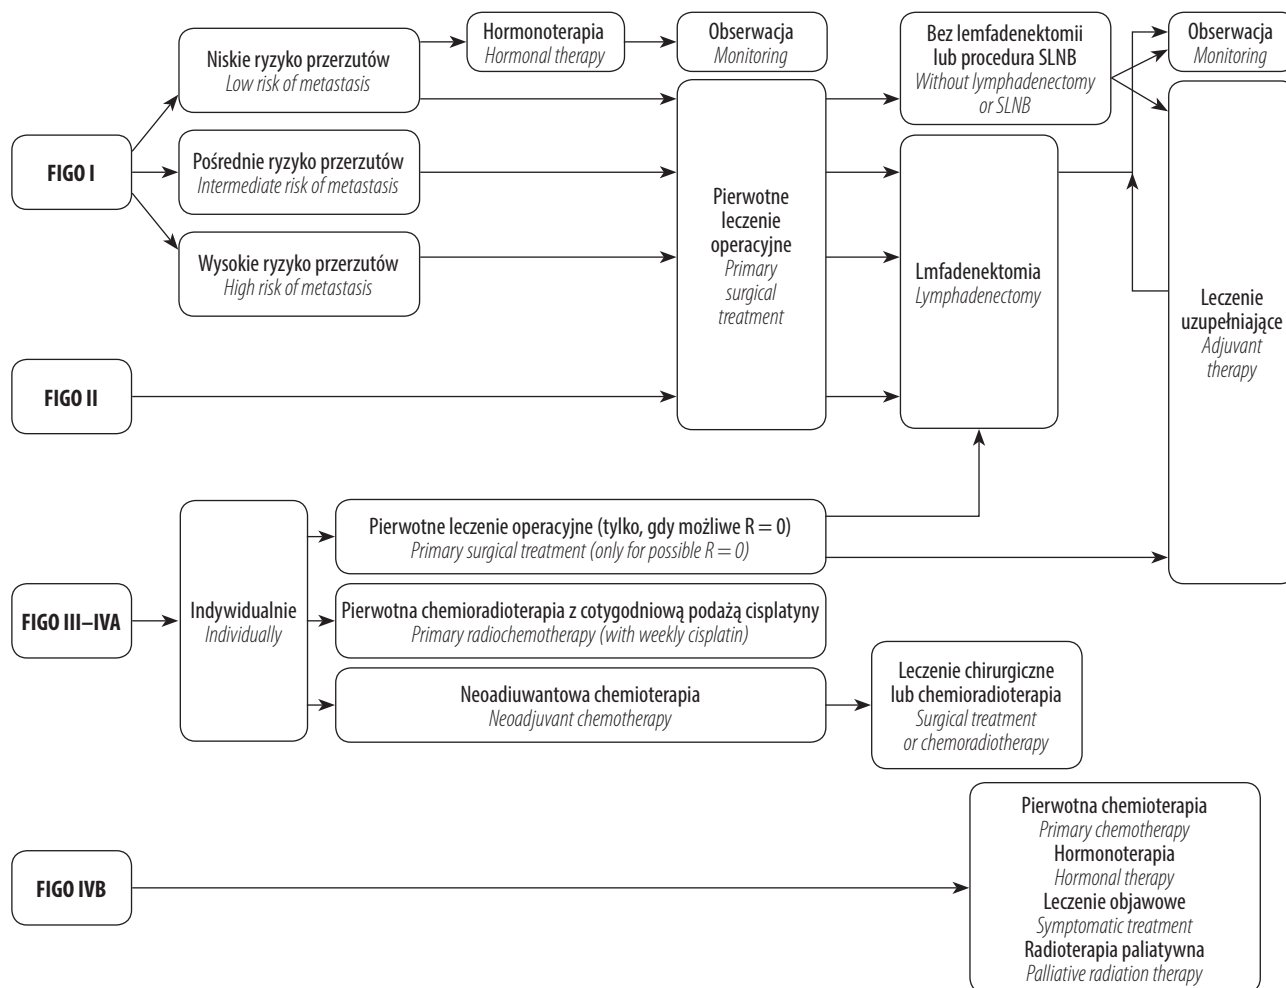 FIGO I
Niskie ryzyko przerzutów
Low risk of metastasis
Hormonoterapia
Hormonal therapy
Obserwacja
Monitoring
Bez lemfadenektomii
lub procedura SLNB
Without lymphadenectomy
or SLNB
Obserwacja
Monitoring
Pośrednie ryzyko przerzutów
Intermediate risk of metastasis
Wysokie ryzyko przerzutów
High risk of metastasis
Pierwotne
leczenie
operacyjne
Primary
surgical
treatment
Lmfadenektomia
Lymphadenectomy
Leczenie
uzupełniające
Adjuvant
therapy
FIGO II
FIGO III–IVA
Indywidualnie
Individually
Pierwotne leczenie operacyjne (tylko, gdy możliwe R = 0)
Primary surgical treatment (only for possible R = 0)
Pierwotna chemioradioterapia z cotygodniową podażą cisplatyny
Primary radiochemotherapy (with weekly cisplatin)
Neoadiuwantowa chemioterapia
Neoadjuvant chemotherapy
Leczenie chirurgiczne
lub chemioradioterapia
Surgical treatment
or chemoradiotherapy
FIGO IVB
Pierwotna chemioterapia
Primary chemotherapy
Hormonoterapia
Hormonal therapy
Leczenie objawowe
Symptomatic treatment
Radioterapia paliatywna
Palliative radiation therapy